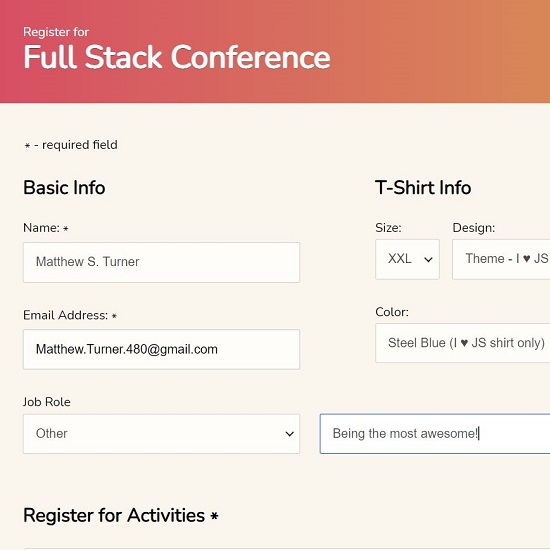 Register for
Full Stack Conference
* - required field
Basic Info
Name: *
Matthew S. Turner
Email Address: *
Matthew.Turner.480@gmail.com
Job Role
Other
Being the most awesome!
T-Shirt Info
Size:
XXL
Design:
Theme - I ♥ JS
Color:
Steel Blue (I ♥ JS shirt only)
Register for Activities *